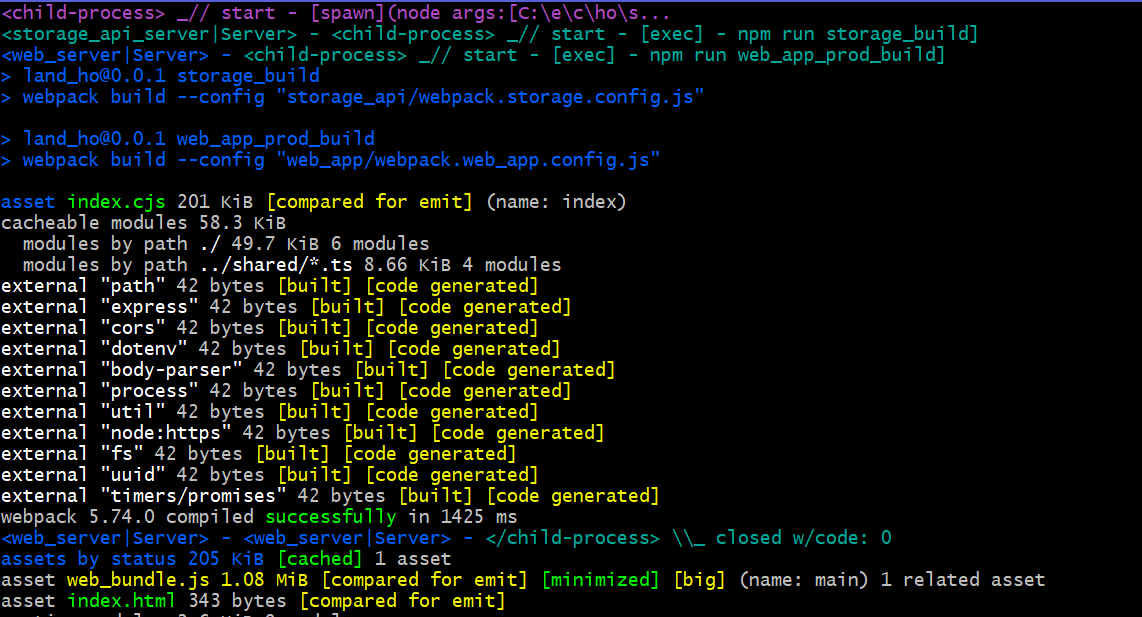 <child-process> _// start - [spawn](node args:[C:\e\c\ho\s...
<storage_api_server|Server> - <child-process> _// start - [exec] - npm run storage_build]
<web_server|Server> - <child-process> _// start - [exec] - npm run web_app_prod_build]
> land_ho@0.0.1 storage_build
> webpack build --config "storage_api/webpack.storage.config.js"
> land_ho@0.0.1 web_app_prod_build
> webpack build --config "web_app/webpack.web_app.config.js"
asset index.cjs 201 KiB [compared for emit] (name: index)
cacheable modules 58.3 KiB
  modules by path ./ 49.7 KiB 6 modules
  modules by path ../shared/*.ts 8.66 KiB 4 modules
external "path" 42 bytes [built] [code generated]
external "express" 42 bytes [built] [code generated]
external "cors" 42 bytes [built] [code generated]
external "dotenv" 42 bytes [built] [code generated]
external "body-parser" 42 bytes [built] [code generated]
external "process" 42 bytes [built] [code generated]
external "util" 42 bytes [built] [code generated]
external "node:https" 42 bytes [built] [code generated]
external "fs" 42 bytes [built] [code generated]
external "uuid" 42 bytes [built] [code generated]
external "timers/promises" 42 bytes [built] [code generated]
webpack 5.74.0 compiled successfully in 1425 ms
<web_server|Server> - <web_server|Server> - </child-process> \\_ closed w/code: 0
assets by status 205 KiB [cached] 1 asset
asset web_bundle.js 1.08 MiB [compared for emit] [minimized] [big] (name: main) 1 related asset
asset index.html 343 bytes [compared for emit]